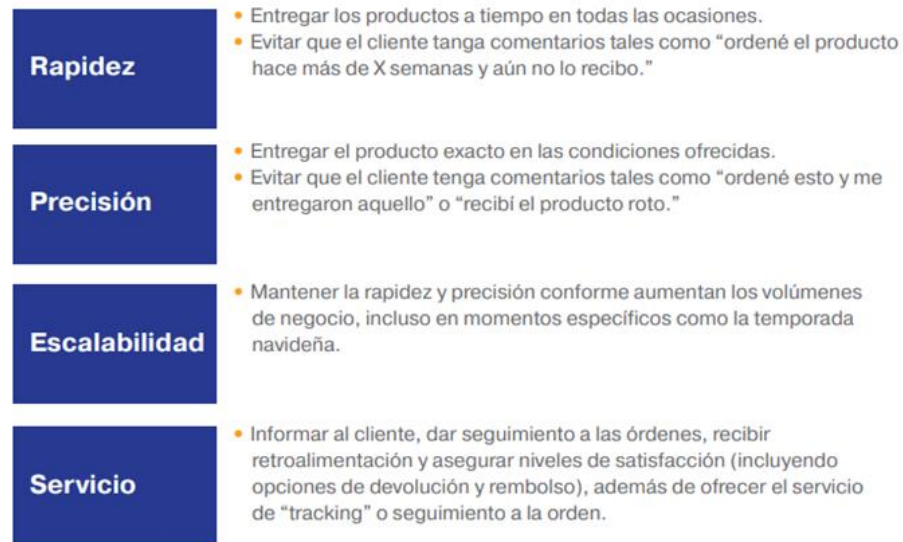 Rapidez
• Entregar los productos a tiempo en todas las ocasiones.
• Evitar que el cliente tanga comentarios tales como “ordené el producto
hace más de X semanas y aún no lo recibo.”
Precisión
• Entregar el producto exacto en las condiciones ofrecidas.
• Evitar que el cliente tenga comentarios tales como “ordené esto y me
entregaron aquello” o “recibí el producto roto.”
Escalabilidad
• Mantener la rapidez y precisión conforme aumentan los volúmenes
de negocio, incluso en momentos específicos como la temporada
navideña.
Servicio
• Informar al cliente, dar seguimiento a las órdenes, recibir
retroalimentación y asegurar niveles de satisfacción (incluyendo
opciones de devolución y rembolso), además de ofrecer el servicio
de “tracking” o seguimiento a la orden.